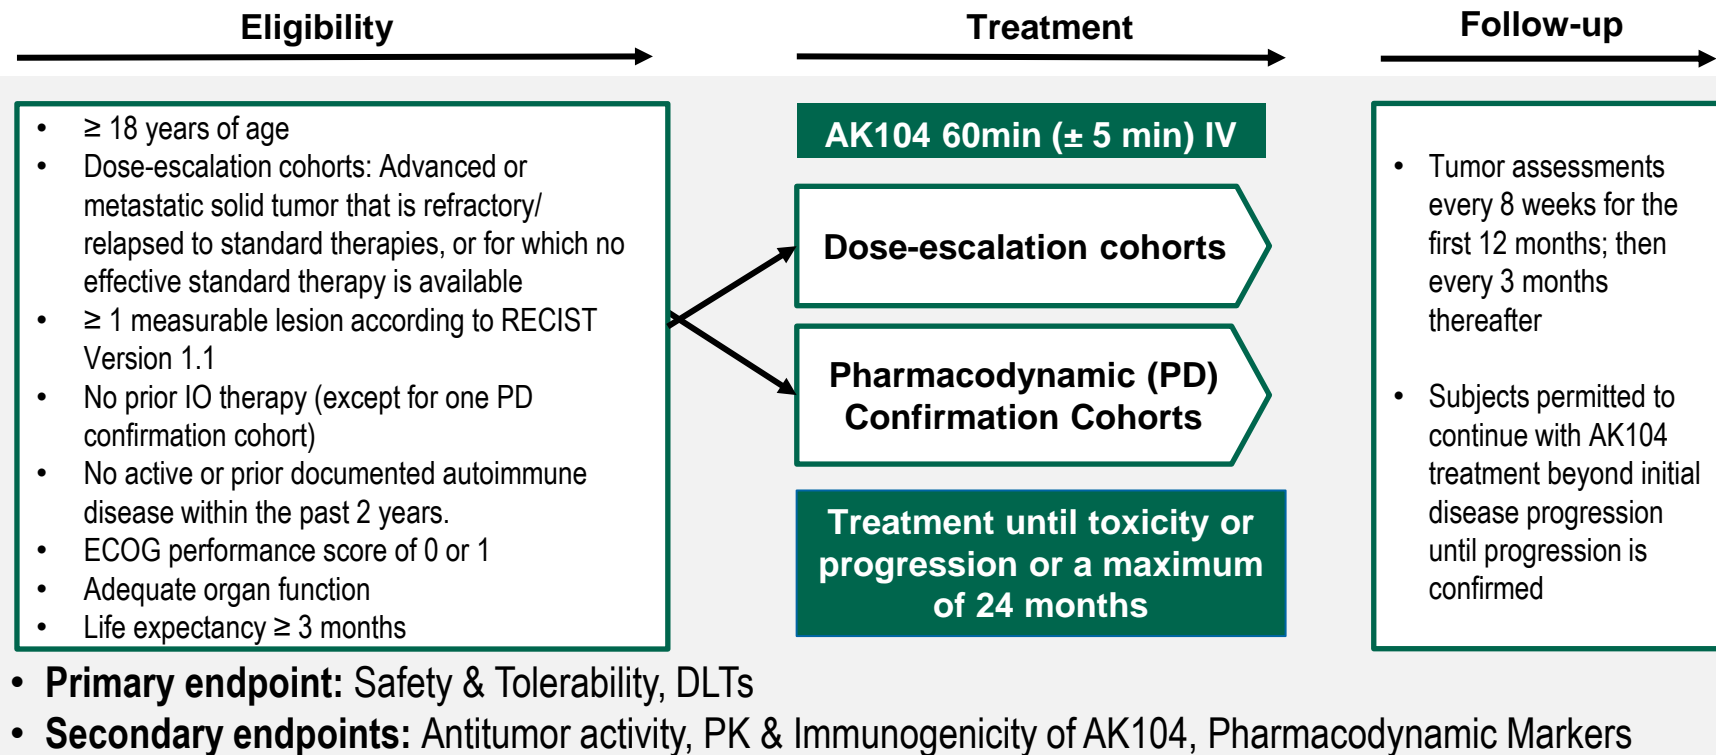 Eligibility
• ≥ 18 years of age
• Dose-escalation cohorts: Advanced or
metastatic solid tumor that is refractory/
relapsed to standard therapies, or for which no
effective standard therapy is available
• ≥ 1 measurable lesion according to RECIST
Version 1.1
• No prior IO therapy (except for one PD
confirmation cohort)
• No active or prior documented autoimmune
disease within the past 2 years.
• ECOG performance score of 0 or 1
• Adequate organ function
• Life expectancy ≥ 3 months
Treatment
AK104 60min (± 5 min) IV
Dose-escalation cohorts
Pharmacodynamic (PD)
Confirmation Cohorts
Treatment until toxicity or
progression or a maximum
of 24 months
Follow-up
• Tumor assessments
every 8 weeks for the
first 12 months; then
every 3 months
thereafter
• Subjects permitted to
continue with AK104
treatment beyond initial
disease progression
until progression is
confirmed
• Primary endpoint: Safety & Tolerability, DLTs
• Secondary endpoints: Antitumor activity, PK & Immunogenicity of AK104, Pharmacodynamic Markers